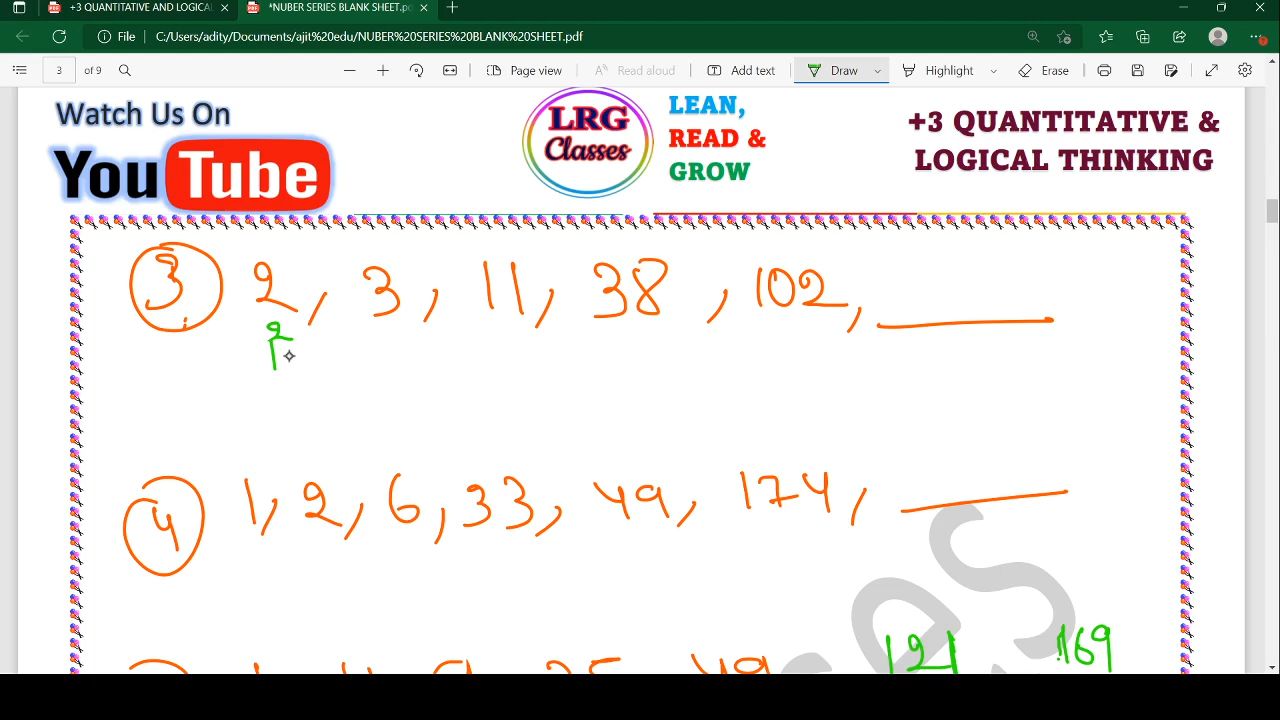 +3 QUANTITATIVE AND LOGICAL
*NUBER SERIES BLANK SHEET.pdf
File C:/Users/adity/Documents/ajit%20edu/NUBER%20SERIES%20BLANK%20SHEET.pdf
3 of 9 Page view Read aloud Add text Draw Highlight Erase
Watch Us On
YouTube
LRG
Classes
LEAN,
READ &
GROW
+3 QUANTITATIVE &
LOGICAL THINKING
3. 2, 3, 11, 38, 102, ____
2
4 1, 2, 6, 33, 49, 174, ____
121 169